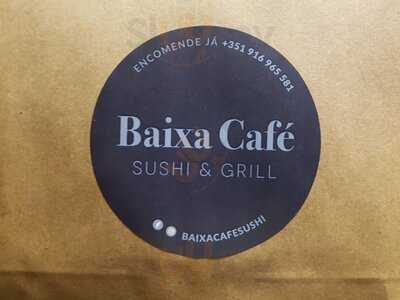 ENCOMENDE JÁ +351 916 965 581
Baixa Café
SUSHI & GRILL
BAIXACAFESUSHI